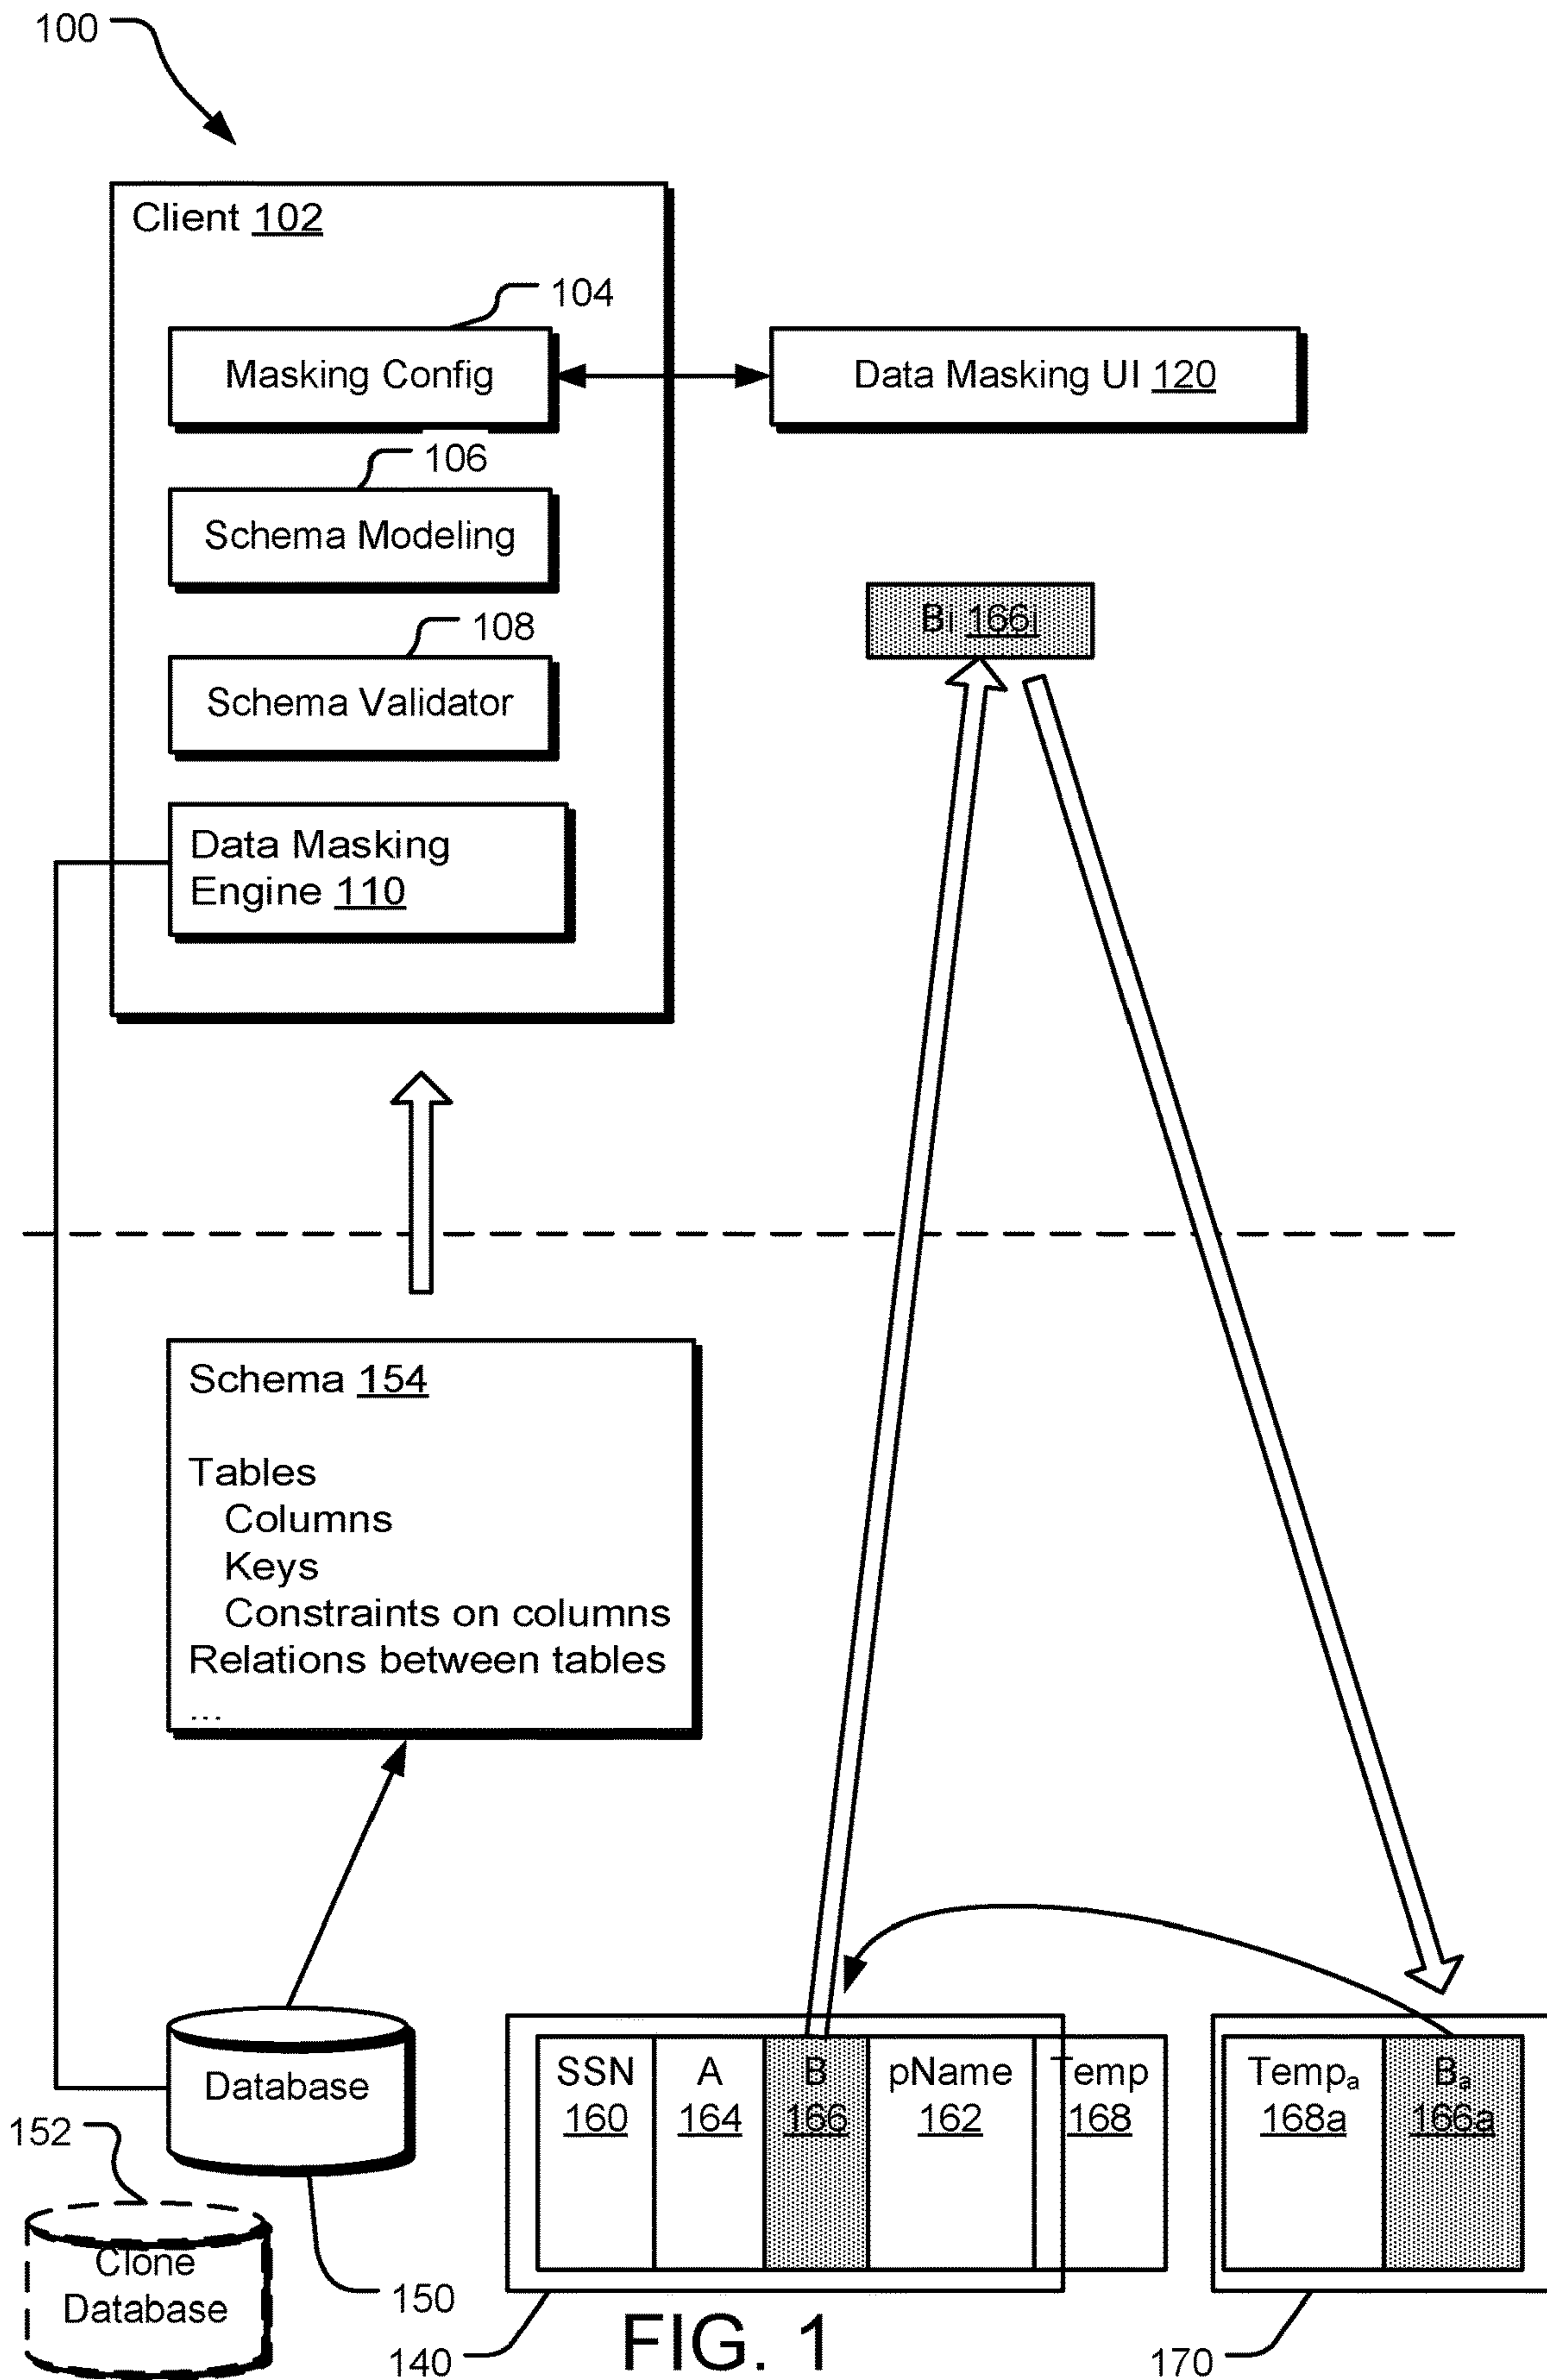 100
Client 102
104
Masking Config
Data Masking UI 120
106
Schema Modeling
Bi 166i
108
Schema Validator
Data Masking
Engine 110
Schema 154
Tables
Columns
Keys
Constraints on columns
Relations between tables
...
Database
SSN
160
A
164
B
166
pName
162
Temp
168
Tempa
168a
Ba
166a
152
Clone
Database
150
140
FIG. 1
170